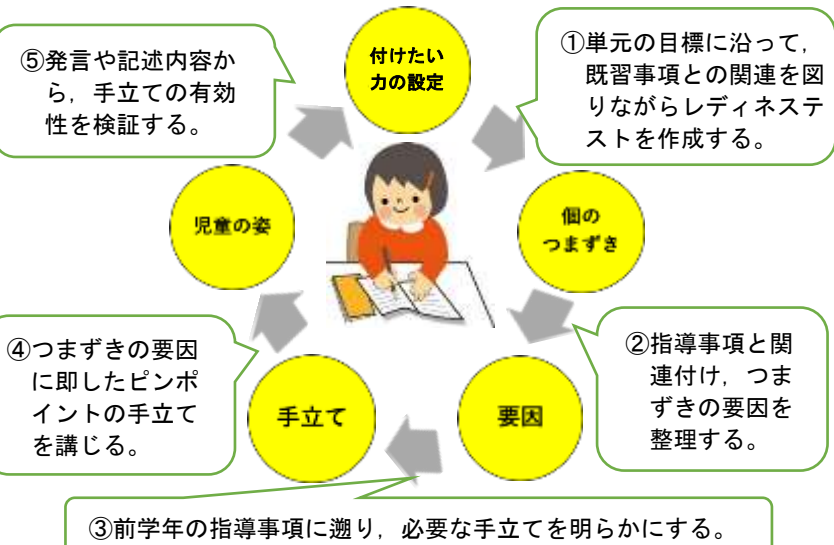 付けたい
力の設定
①単元の目標に沿って，
既習事項との関連を図
りながらレディネステ
ストを作成する。
個の
つまずき
②指導事項と関
連付け，つま
ずきの要因を
整理する。
要因
③前学年の指導事項に遡り，必要な手立てを明らかにする。
手立て
④つまずきの要因
に即したピンポ
イントの手立て
を講じる。
児童の姿
⑤発言や記述内容か
ら，手立ての有効
性を検証する。